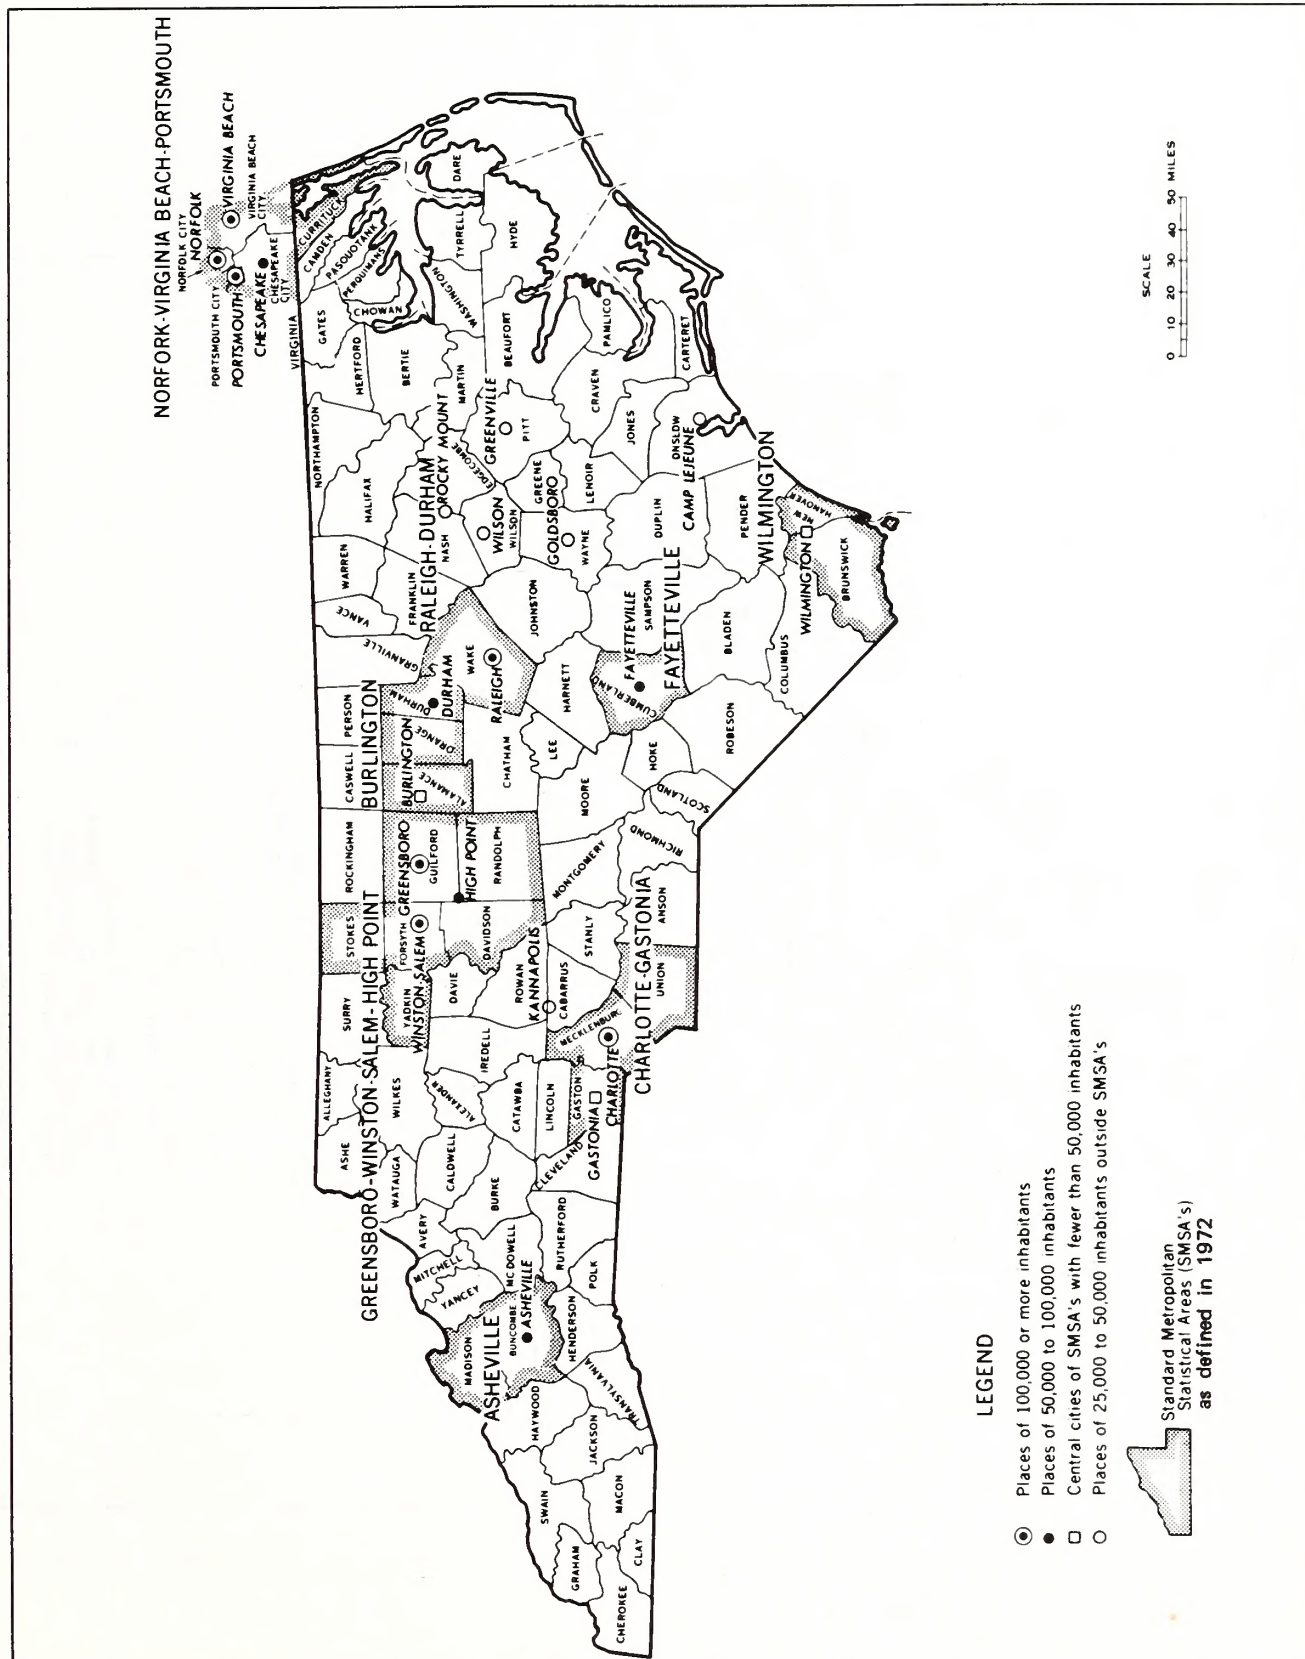 NORFORK-VIRGINIA BEACH-PORTSMOUTH
NORFOLK CITY
NORFOLK
VIRGINIA BEACH
VIRGINIA BEACH
CITY
PORTSMOUTH CITY
PORTSMOUTH
CHESAPEAKE
CHESAPEAKE
CITY
VIRGINIA
GREENSBORO-WINSTON-SALEM-HIGH POINT
BURLINGTON
RALEIGH-DURHAM
ASHEVILLE
CHARLOTTE-GASTONIA
FAYETTEVILLE
WILMINGTON
ALLEGHANY
ASHE
SURRY
STOKES
ROCKINGHAM
CASWELL
PERSON
GRANVILLE
VANCE
WARREN
NORTHAMPTON
HALIFAX
HERTFORD
GATES
CURRITUCK
CAMDEN
PASQUOTANK
PERQUIMANS
CHOWAN
BERTIE
WATAUGA
WILKES
YADKIN
FORSYTH
WINSTON-SALEM
GREENSBORO
GUILFORD
BURLINGTON
ALAMANCE
ORANGE
DURHAM
DURHAM
FRANKLIN
NASH
ROCKY MOUNT
EDGECOMBE
MARTIN
WASHINGTON
TYRRELL
DARE
MITCHELL
AVERY
YANCEY
CALDWELL
ALEXANDER
IREDELL
DAVIE
DAVIDSON
HIGH POINT
RANDOLPH
CHATHAM
WAKE
RALEIGH
WILSON
WILSON
GREENVILLE
PITT
BEAUFORT
HYDE
MADISON
BUNCOMBE
ASHEVILLE
MC DOWELL
BURKE
CATAWBA
ROWAN
KANNAPOLIS
JOHNSTON
GREENE
GOLDSBORO
WAYNE
LENOIR
CRAVEN
PAMLICO
HAYWOOD
SWAIN
GRAHAM
CHEROKEE
CLAY
MACON
JACKSON
TRANSYLVANIA
HENDERSON
POLK
RUTHERFORD
CLEVELAND
LINCOLN
GASTON
GASTONIA
MECKLENBURG
CHARLOTTE
CABARRUS
STANLY
UNION
ANSON
MONTGOMERY
RICHMOND
MOORE
LEE
HARNETT
HOKE
SCOTLAND
CUMBERLAND
FAYETTEVILLE
SAMPSON
DUPLIN
JONES
ONSLOW
CAMP LEJEUNE
CARTERET
ROBESON
BLADEN
COLUMBUS
PENDER
WILMINGTON
NEW
HANOVER
BRUNSWICK
SCALE
0 10 20 30 40 50 MILES
LEGEND
Places of 100,000 or more inhabitants
Places of 50,000 to 100,000 inhabitants
Central cities of SMSA's with fewer than 50,000 inhabitants
Places of 25,000 to 50,000 inhabitants outside SMSA's
Standard Metropolitan
Statistical Areas (SMSA's)
as defined in 1972